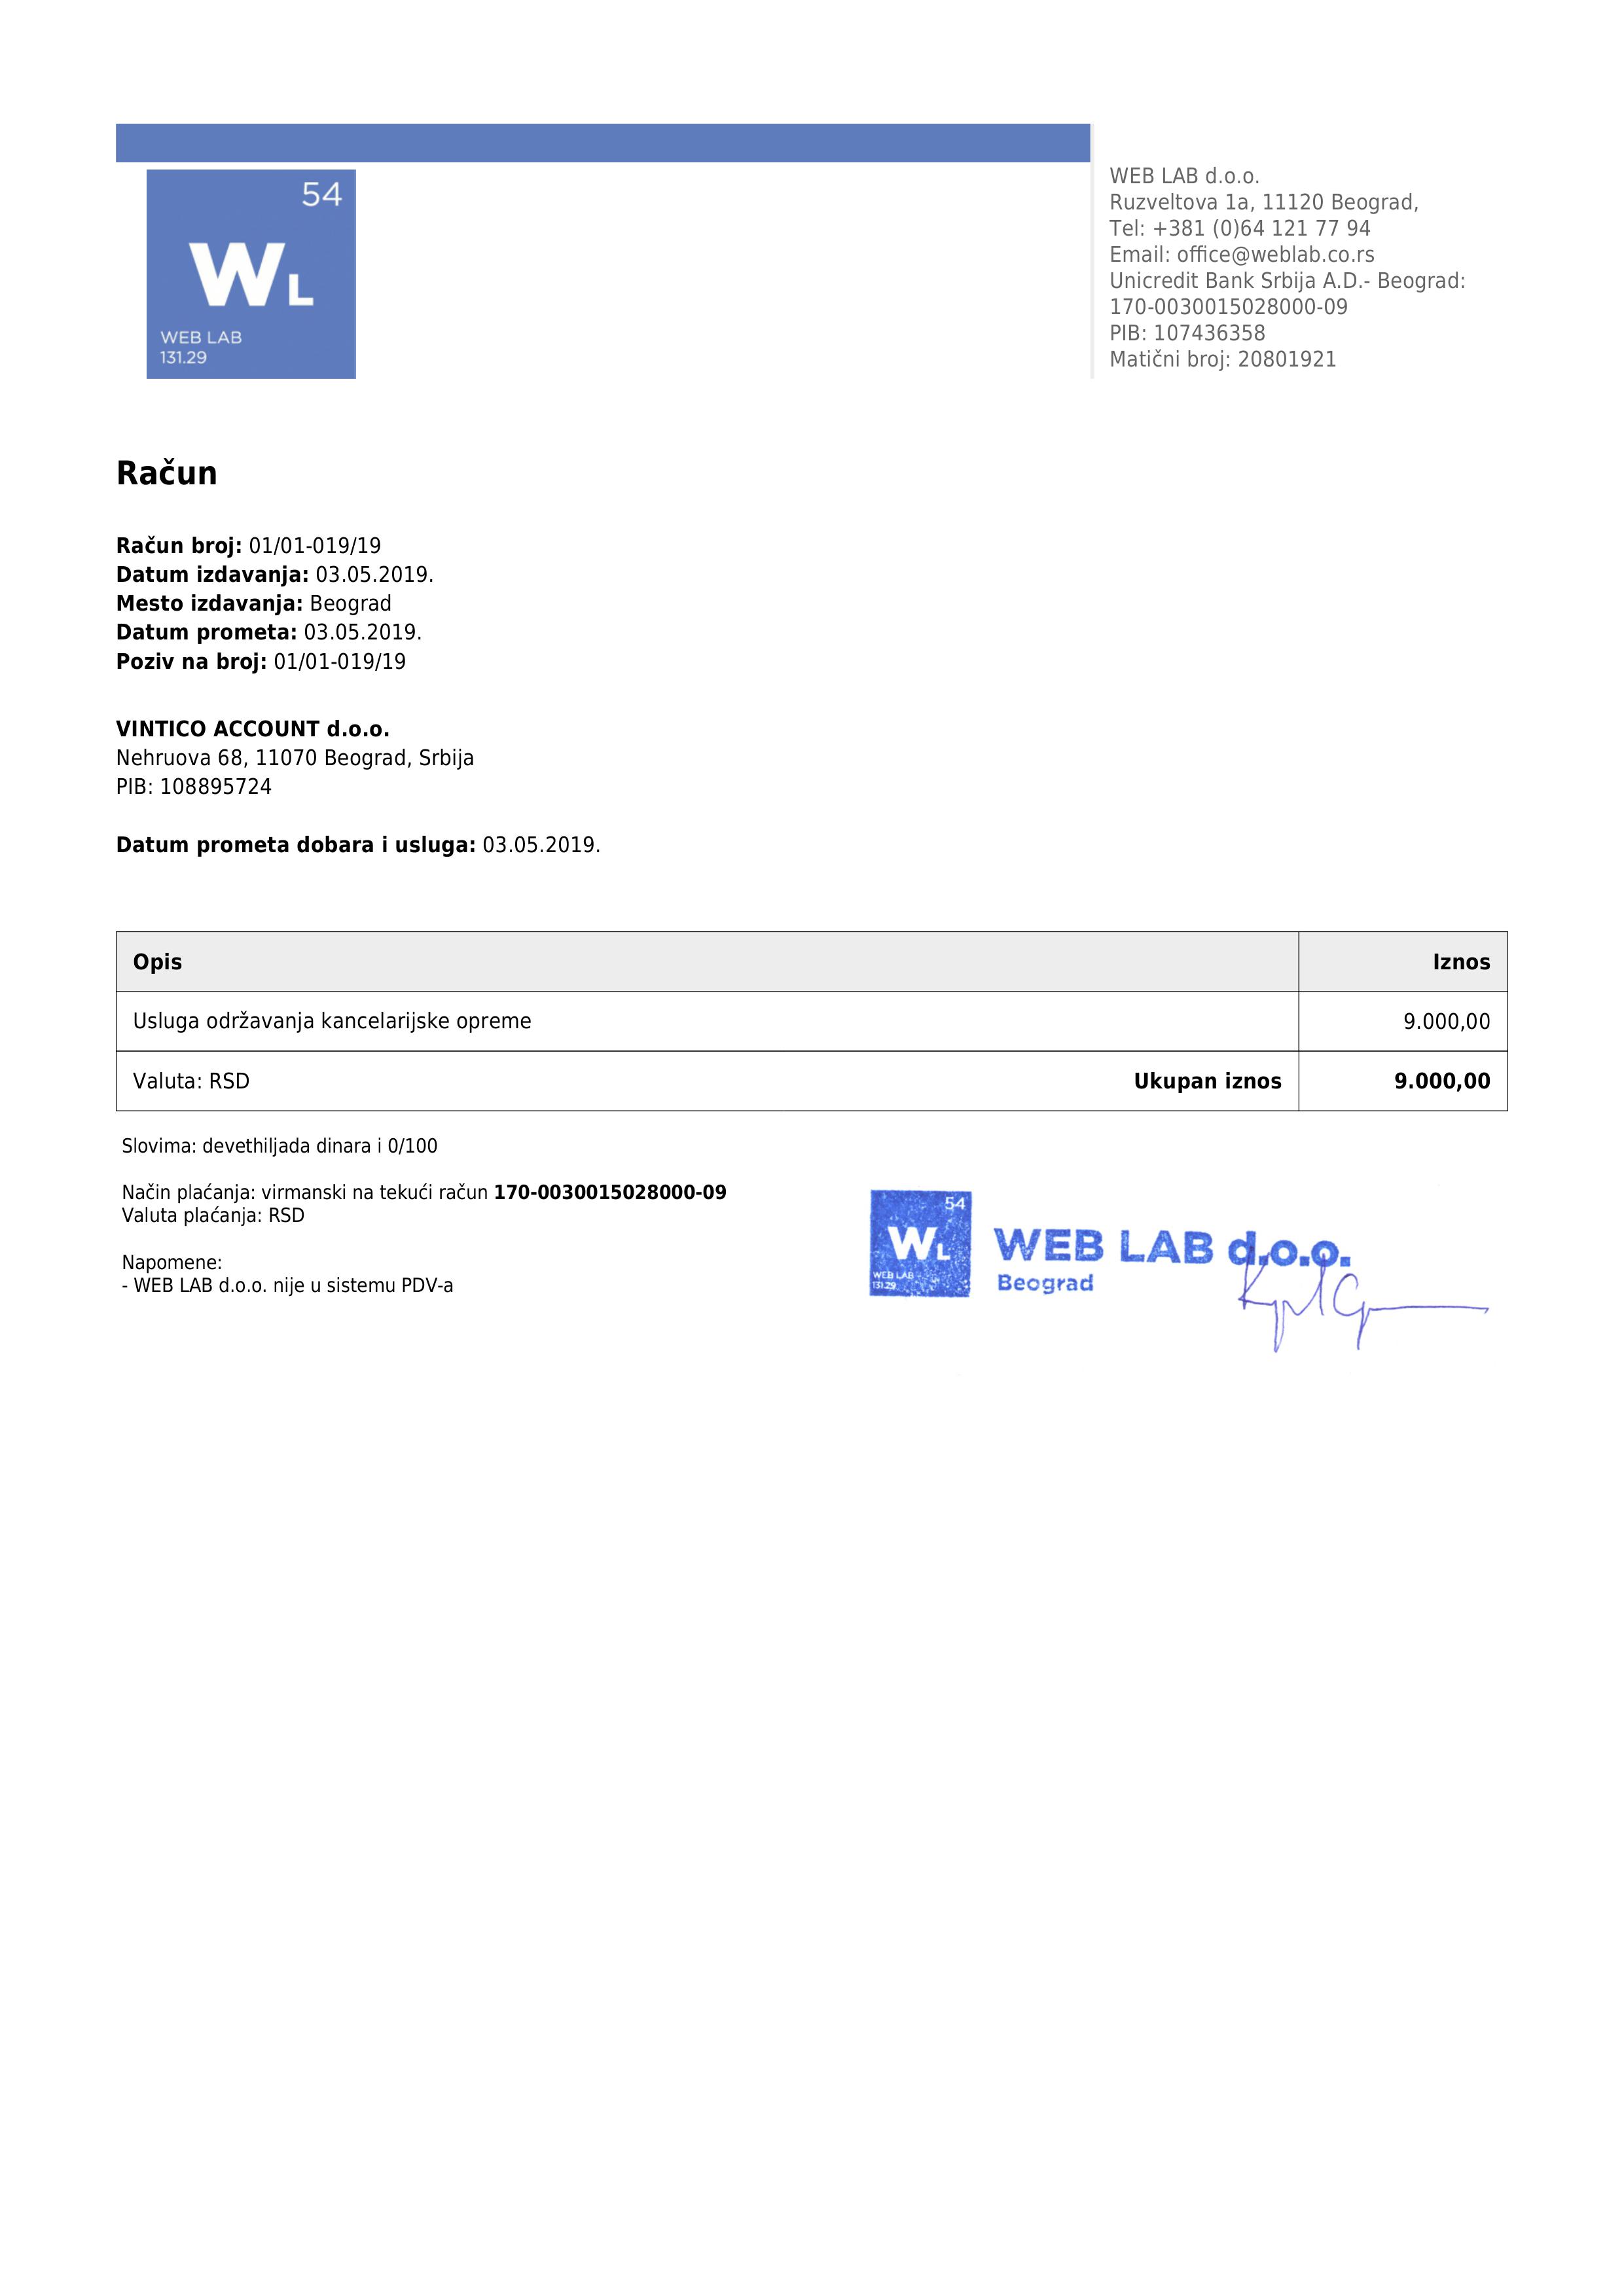 54
WL
WEB LAB
131.29
WEB LAB d.o.o.
Ruzveltova 1a, 11120 Beograd,
Tel: +381 (0)64 121 77 94
Email: office@weblab.co.rs
Unicredit Bank Srbija A.D.- Beograd:
170-0030015028000-09
PIB: 107436358
Matični broj: 20801921
Račun
Račun broj: 01/01-019/19
Datum izdavanja: 03.05.2019.
Mesto izdavanja: Beograd
Datum prometa: 03.05.2019.
Poziv na broj: 01/01-019/19
VINTICO ACCOUNT d.o.o.
Nehruova 68, 11070 Beograd, Srbija
PIB: 108895724
Datum prometa dobara i usluga: 03.05.2019.
Opis Iznos
Usluga održavanja kancelarijske opreme 9.000,00
Valuta: RSD Ukupan iznos 9.000,00
Slovima: devethiljada dinara i 0/100
Način plaćanja: virmanski na tekući račun 170-0030015028000-09
Valuta plaćanja: RSD
Napomene:
- WEB LAB d.o.o. nije u sistemu PDV-a
54
WL
WEB LAB
131.29
WEB LAB d.o.o.
Beograd